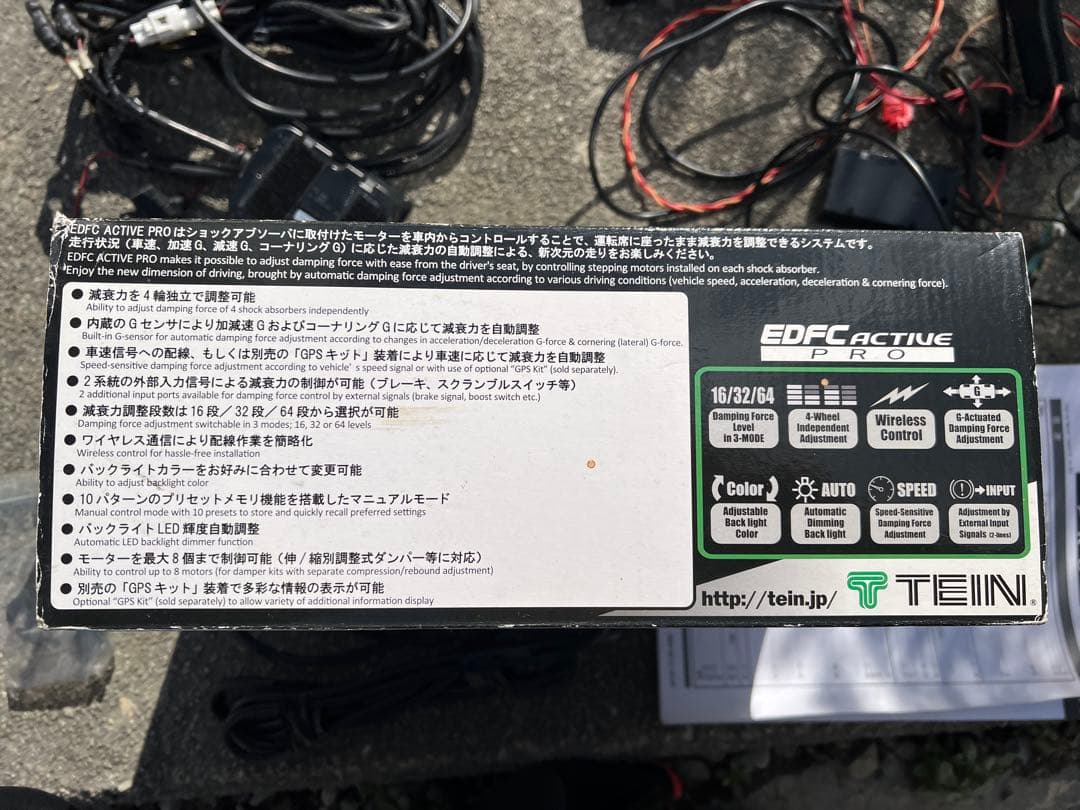 EDFC ACTIVE PROはショックアブソーバに取付けたモーターを車内からコントロールすることで、運転席に座ったまま減衰力を調整できるシステムです。
走行状況（車速、加速G、減速G、コーナリングG）に応じた減衰力の自動調整による、新次元の走りをお楽しみください。
EDFC ACTIVE PRO makes it possible to adjust damping force with ease from the driver's seat, by controlling stepping motors installed on each shock absorber.
Enjoy the new dimension of driving, brought by automatic damping force adjustment according to various driving conditions (vehicle speed, acceleration, deceleration & cornering force).
● 減衰力を4輪独立で調整可能
Ability to adjust damping force of 4 shock absorbers independently
● 内蔵のGセンサにより加減速GおよびコーナリングGに応じて減衰力を自動調整
Built-in G-sensor for automatic damping force adjustment according to changes in acceleration/deceleration G-force & cornering (lateral) G-force.
● 車速信号への配線、もしくは別売の「GPSキット」装着により車速に応じて減衰力を自動調整
Speed-sensitive damping force adjustment according to vehicle's speed signal or with use of optional "GPS Kit" (sold separately).
● 2系統の外部入力信号による減衰力の制御が可能（ブレーキ、スクランブルスイッチ等）
2 additional input ports available for damping force control by external signals (brake signal, boost switch etc.)
● 減衰力調整段数は16段／32段／64段から選択が可能
Damping force adjustment switchable in 3 modes; 16, 32 or 64 levels
● ワイヤレス通信により配線作業を簡略化
Wireless control for hassle-free installation
● バックライトカラーをお好みに合わせて変更可能
Ability to adjust backlight color
● 10パターンのプリセットメモリ機能を搭載したマニュアルモード
Manual control mode with 10 presets to store and quickly recall preferred settings
● バックライトLED輝度自動調整
Automatic LED backlight dimmer function
● モーターを最大8個まで制御可能（伸/縮別調整式ダンパー等に対応）
Ability to control up to 8 motors (for damper kits with separate compression/rebound adjustment)
● 別売の「GPSキット」装着で多彩な情報の表示が可能
Optional "GPS Kit" (sold separately) to allow variety of additional information display
EDFC ACTIVE
PRO
16/32/64
Damping Force
Level
in 3-MODE
4-Wheel
Independent
Adjustment
Wireless
Control
G
G-Actuated
Damping Force
Adjustment
Color
Adjustable
Back light
Color
AUTO
Automatic
Dimming
Back light
SPEED
Speed-Sensitive
Damping Force
Adjustment
INPUT
Adjustment by
External Input
Signals (2-lines)
http://tein.jp/
TEIN®